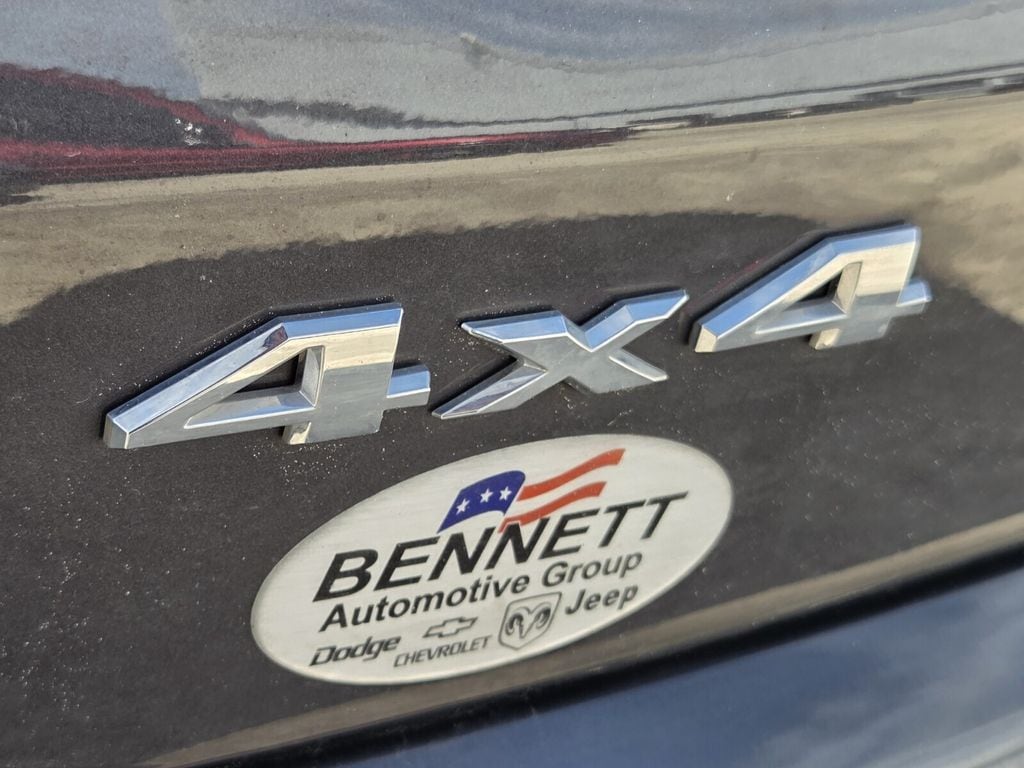 4x4
BENNETT
Automotive Group
Dodge CHEVROLET Jeep